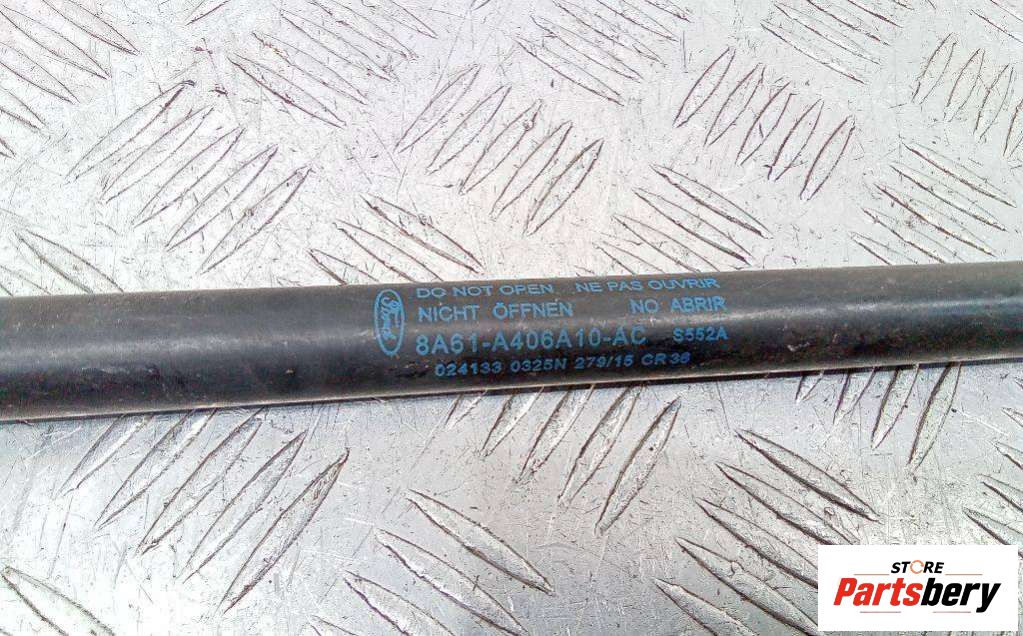 DO NOT OPEN NE PAS OUVRIR
NICHT ÖFFNEN NO ABRIR
Ford
8A61-A406A10-AC S552A
024133 0325N 279/15 CR36
STORE
Partsbery